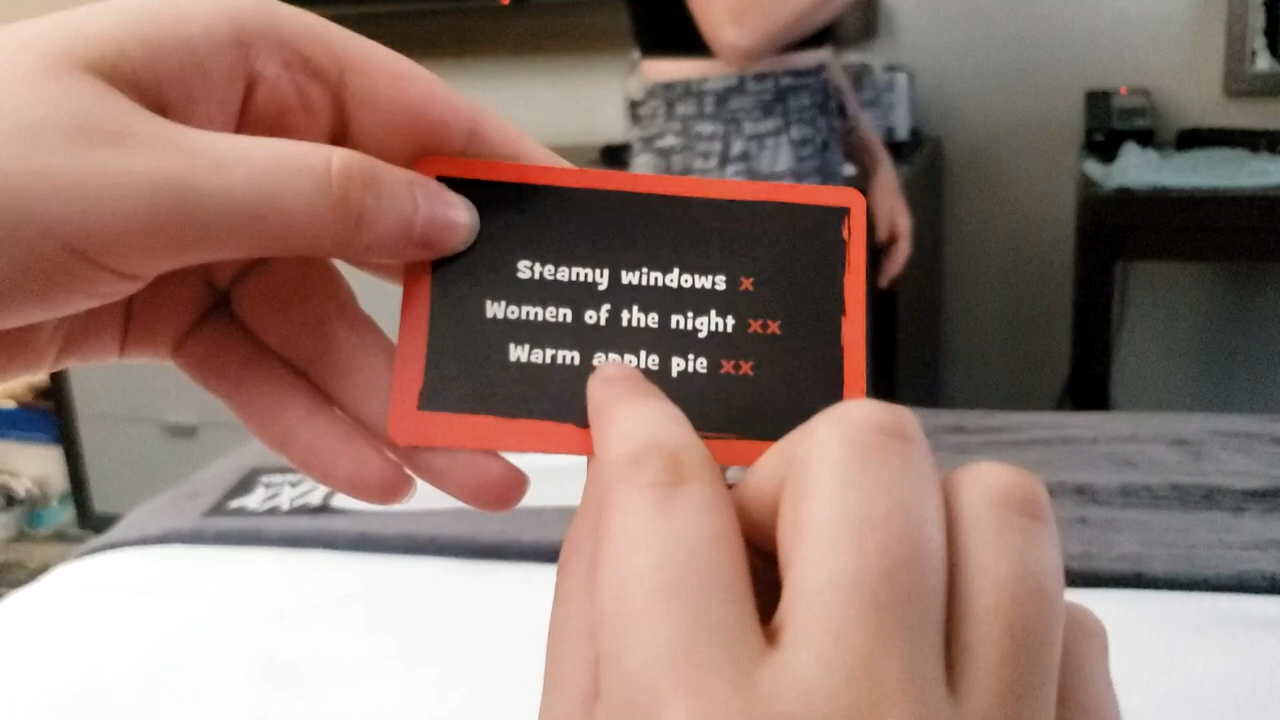 Steamy windows x
Women of the night xx
Warm apple pie xx